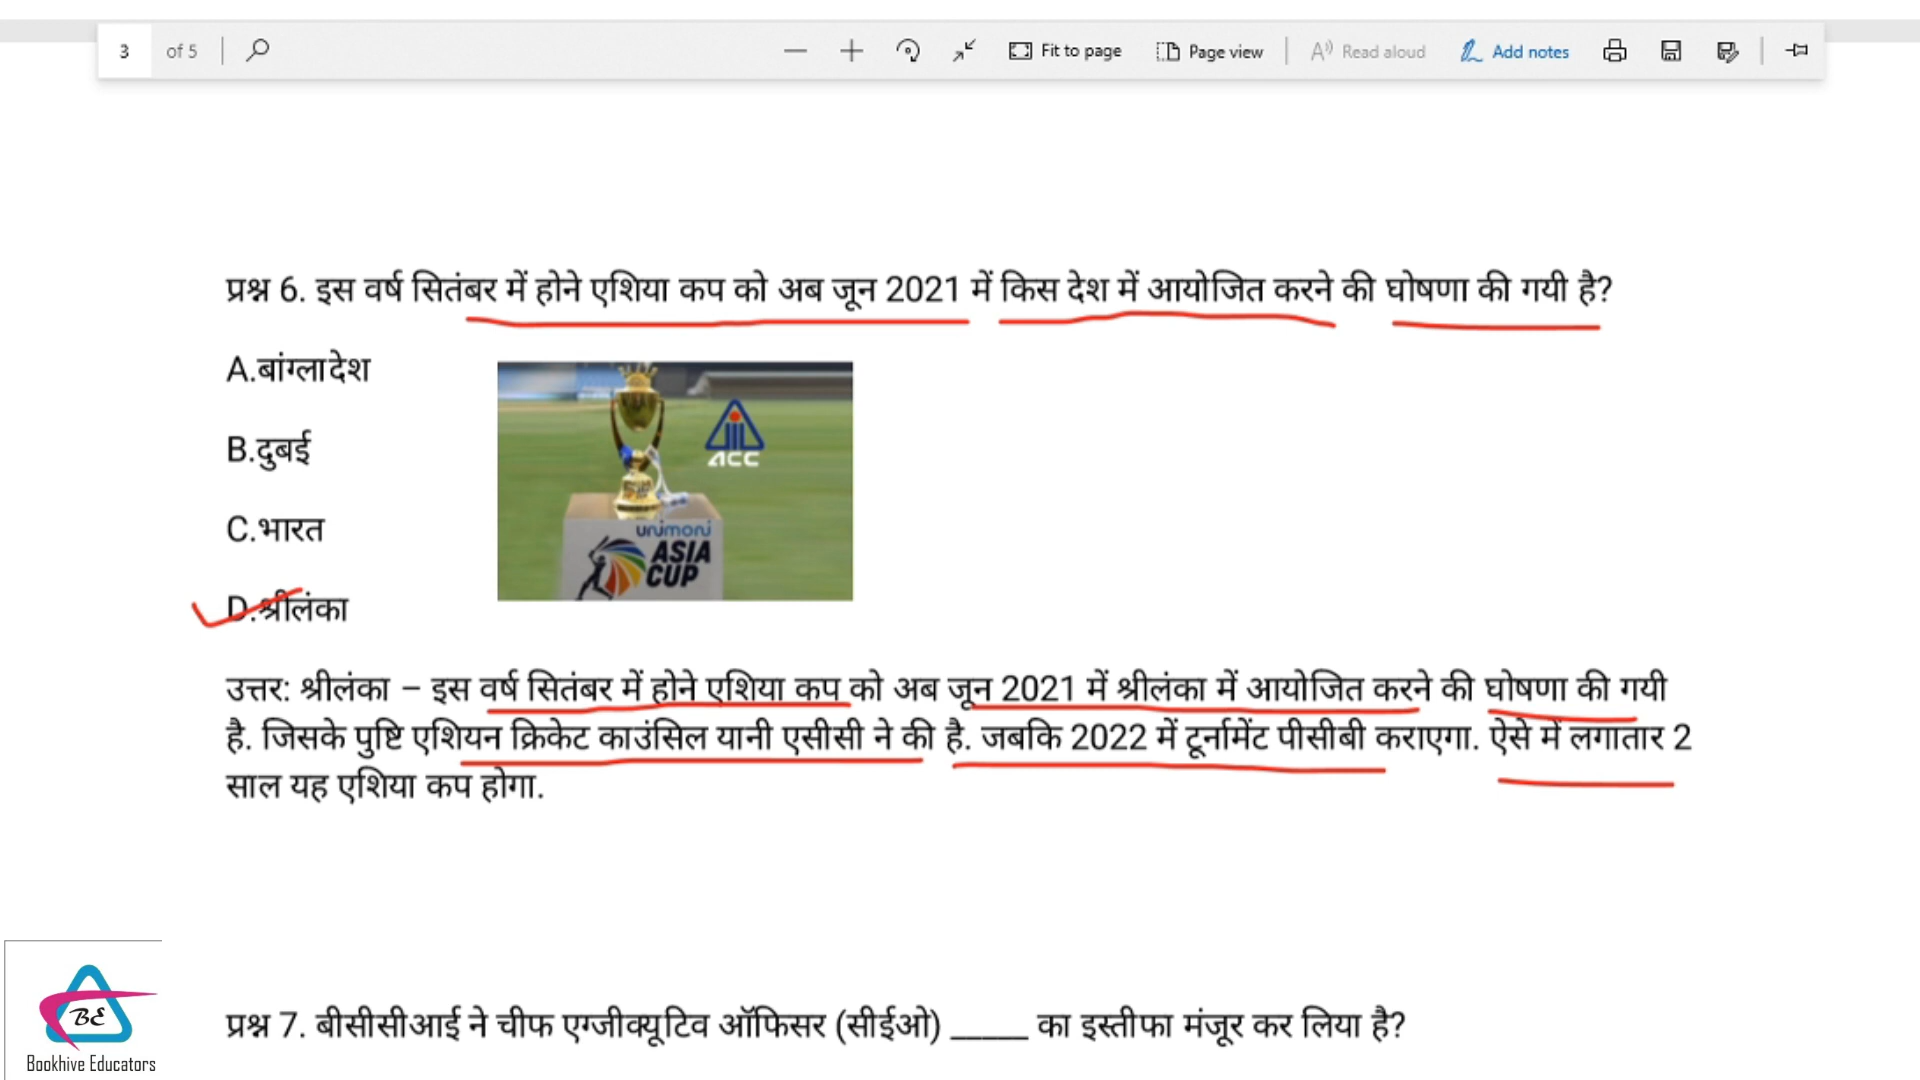 3 of 5 Fit to page Page view Read aloud Add notes
प्रश्न 6. इस वर्ष सितंबर में होने एशिया कप को अब जून 2021 में किस देश में आयोजित करने की घोषणा की गयी है?
A.बांग्लादेश
B.दुबई
C.भारत
D.श्रीलंका
ACC
unimoni
ASIA
CUP
उत्तर: श्रीलंका – इस वर्ष सितंबर में होने एशिया कप को अब जून 2021 में श्रीलंका में आयोजित करने की घोषणा की गयी
है. जिसके पुष्टि एशियन क्रिकेट काउंसिल यानी एसीसी ने की है. जबकि 2022 में टूर्नामेंट पीसीबी कराएगा. ऐसे में लगातार 2
साल यह एशिया कप होगा.
प्रश्न 7. बीसीसीआई ने चीफ एग्जीक्यूटिव ऑफिसर (सीईओ) _____ का इस्तीफा मंजूर कर लिया है?
BE
Bookhive Educators